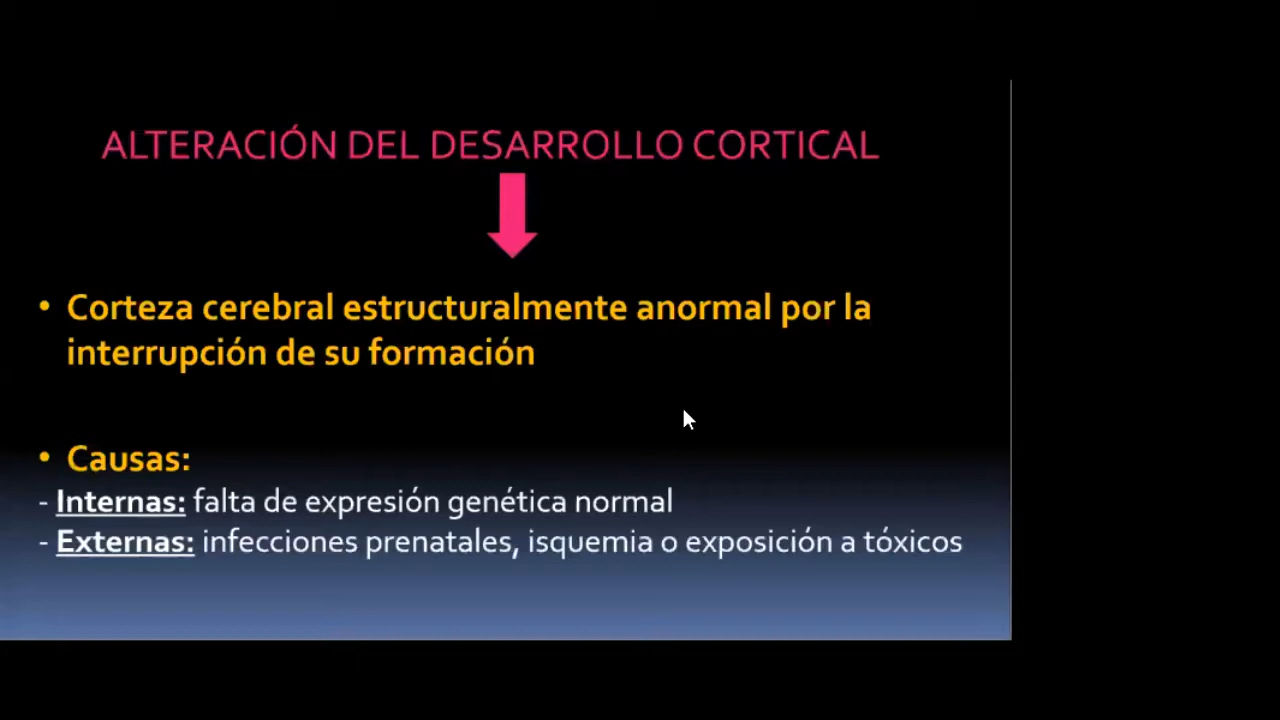 ALTERACIÓN DEL DESARROLLO CORTICAL
• Corteza cerebral estructuralmente anormal por la
interrupción de su formación
• Causas:
- Internas: falta de expresión genética normal
- Externas: infecciones prenatales, isquemia o exposición a tóxicos